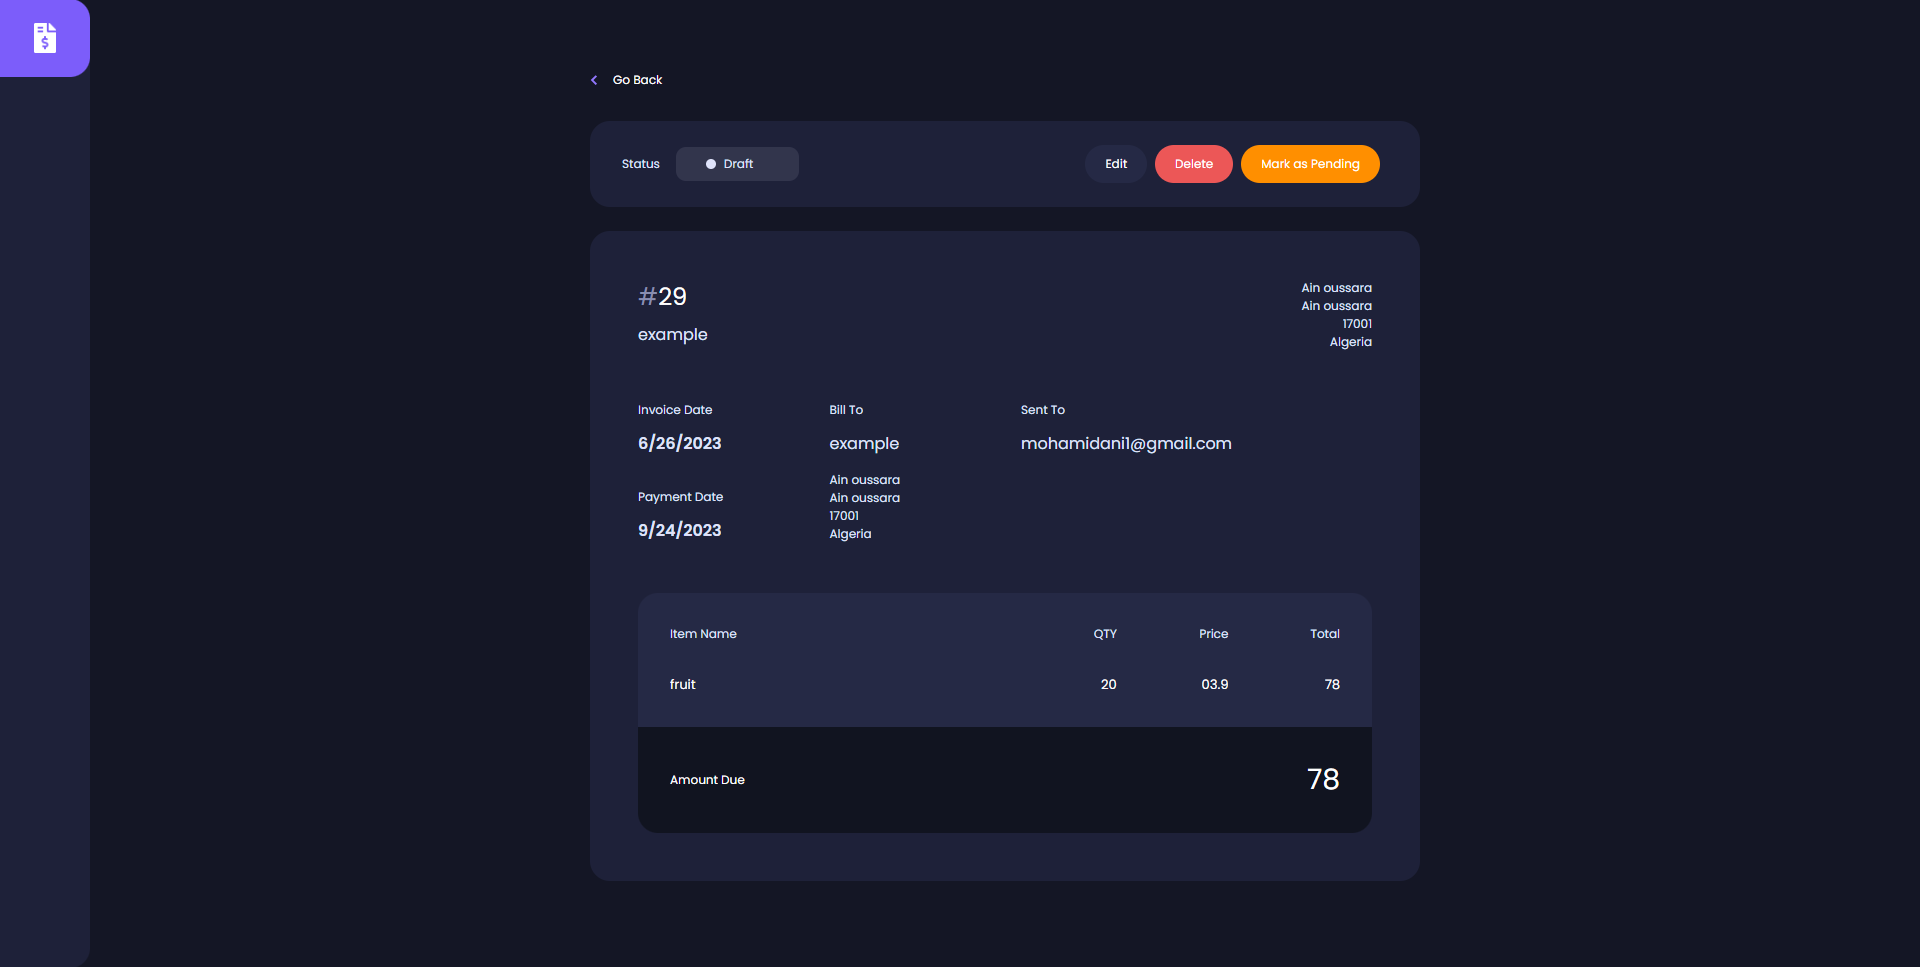 $
Go Back
Status
Draft
Edit
Delete
Mark as Pending
#29
example
Ain oussara
Ain oussara
17001
Algeria
Invoice Date
6/26/2023
Payment Date
9/24/2023
Bill To
example
Ain oussara
Ain oussara
17001
Algeria
Sent To
mohamidani1@gmail.com
Item Name QTY Price Total
fruit 20 03.9 78
Amount Due 78